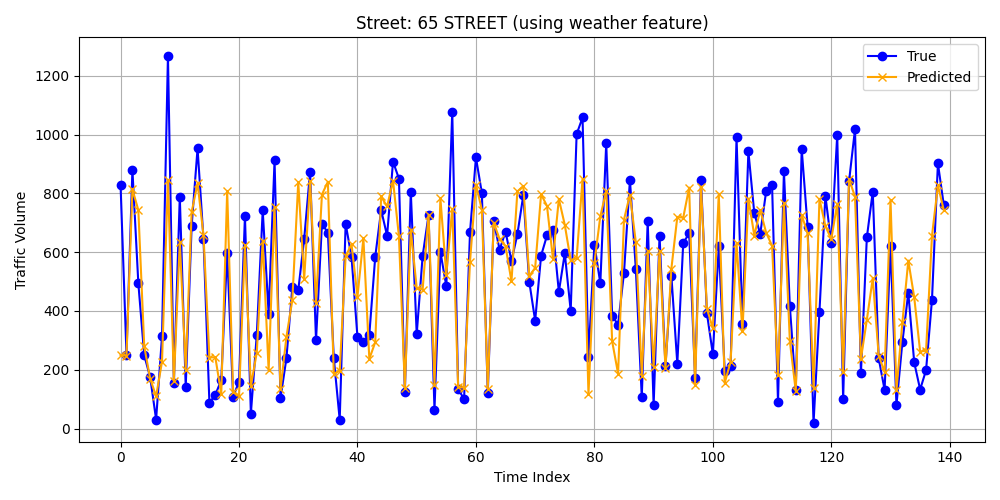 Street: 65 STREET (using weather feature)
True
Predicted
Traffic Volume
1200
1000
800
600
400
200
0
0 20 40 60 80 100 120 140
Time Index